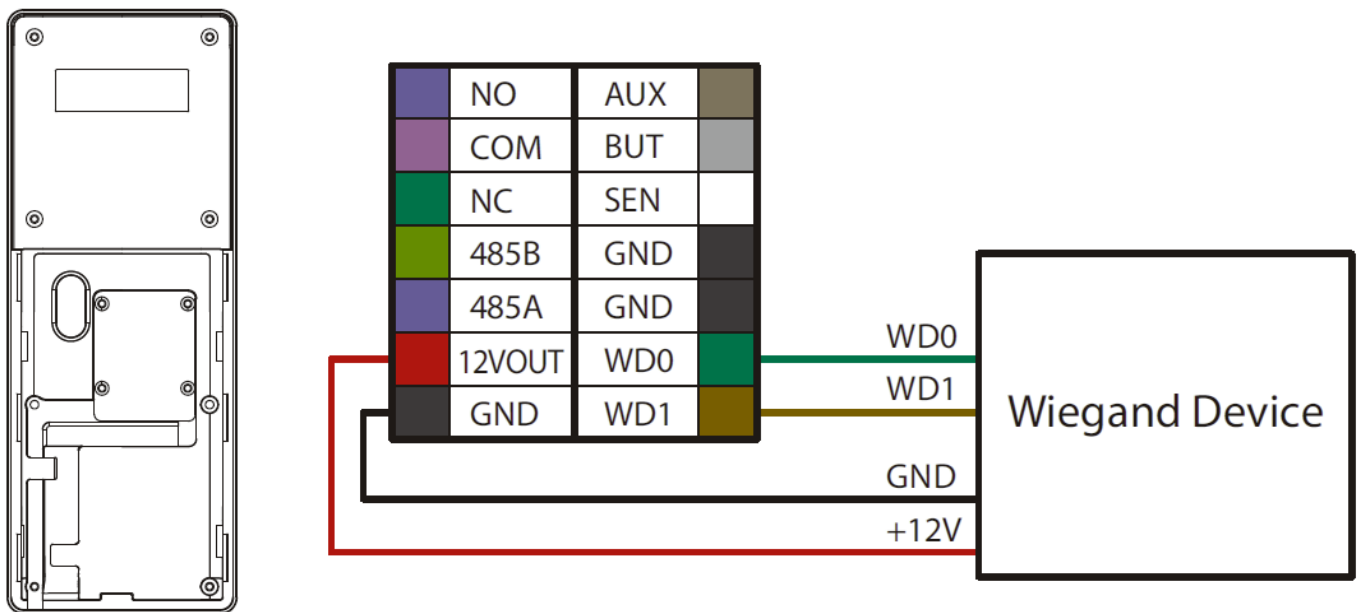 NO AUX
COM BUT
NC SEN
485B GND
485A GND
12VOUT WD0
GND WD1
WD0
WD1
GND
+12V
Wiegand Device